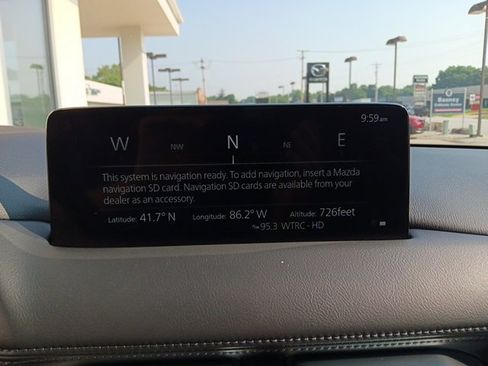 9:59am
W NW N NE E
This system is navigation ready. To add navigation, insert a Mazda
navigation SD card. Navigation SD cards are available from your
dealer as an accessory.
Latitude: 41.7° N Longitude: 86.2° W Altitude: 726feet
95.3 WTRC - HD
mazda
Basney